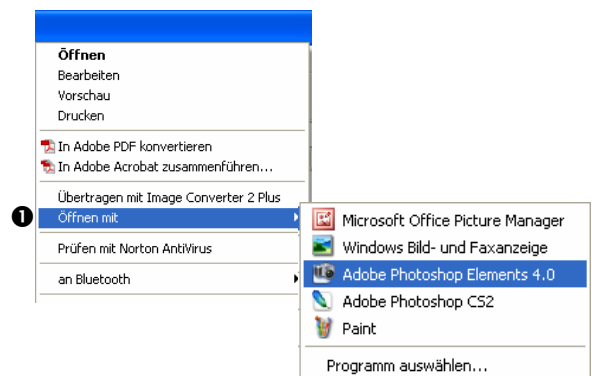 Öffnen
Bearbeiten
Vorschau
Drucken
In Adobe PDF konvertieren
In Adobe Acrobat zusammenführen...
Übertragen mit Image Converter 2 Plus
1 Öffnen mit
Prüfen mit Norton AntiVirus
an Bluetooth
Microsoft Office Picture Manager
Windows Bild- und Faxanzeige
Adobe Photoshop Elements 4.0
Adobe Photoshop CS2
Paint
Programm auswählen...